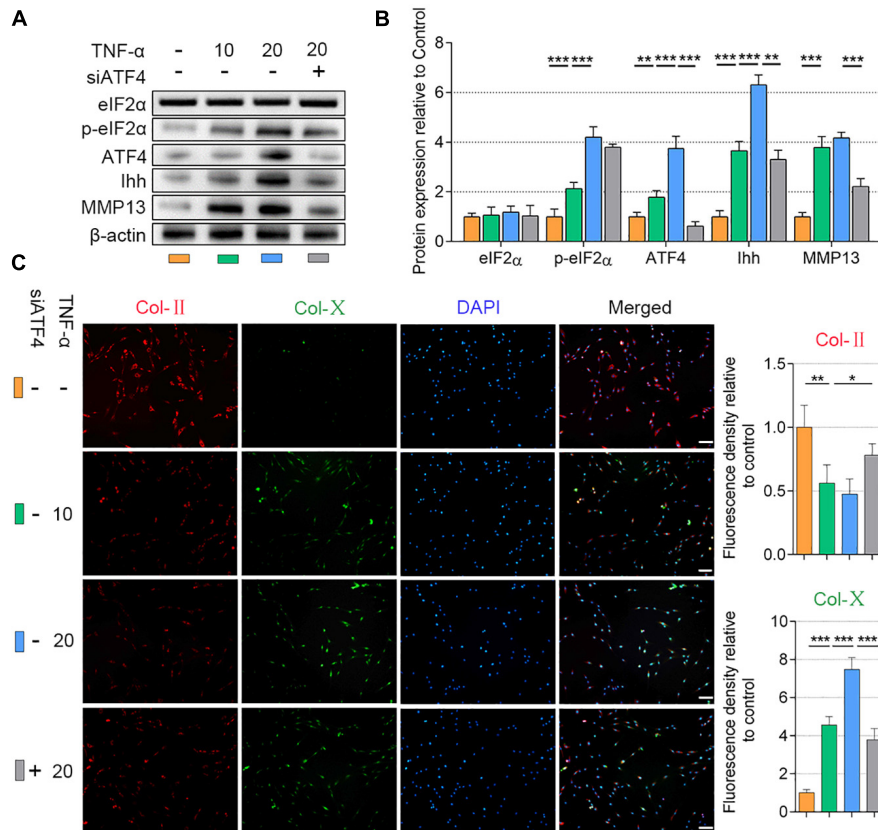 A
TNF-α - 10 20 20
siATF4 - - - +
eIF2α
p-eIF2α
ATF4
Ihh
MMP13
β-actin
B
Protein expression relative to Control
8
6
4
2
0
*** *** ** *** *** *** *** ** *** ***
eIF2α p-eIF2α ATF4 Ihh MMP13
C
siATF4 TNF-α
Col-Ⅱ Col-X DAPI Merged
- -
- 10
- 20
+ 20
Col-Ⅱ
Fluorescence density relative
to control
1.5
1.0
0.5
0.0
** *
Col-X
Fluorescence density relative
to control
10
8
6
4
2
0
*** *** ***